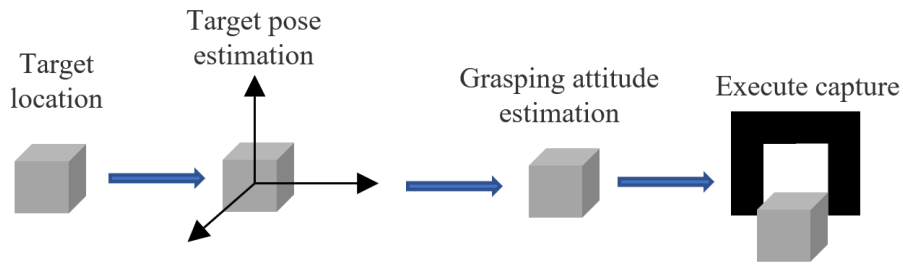 Target
location
Target pose
estimation
Grasping attitude
estimation
Execute capture